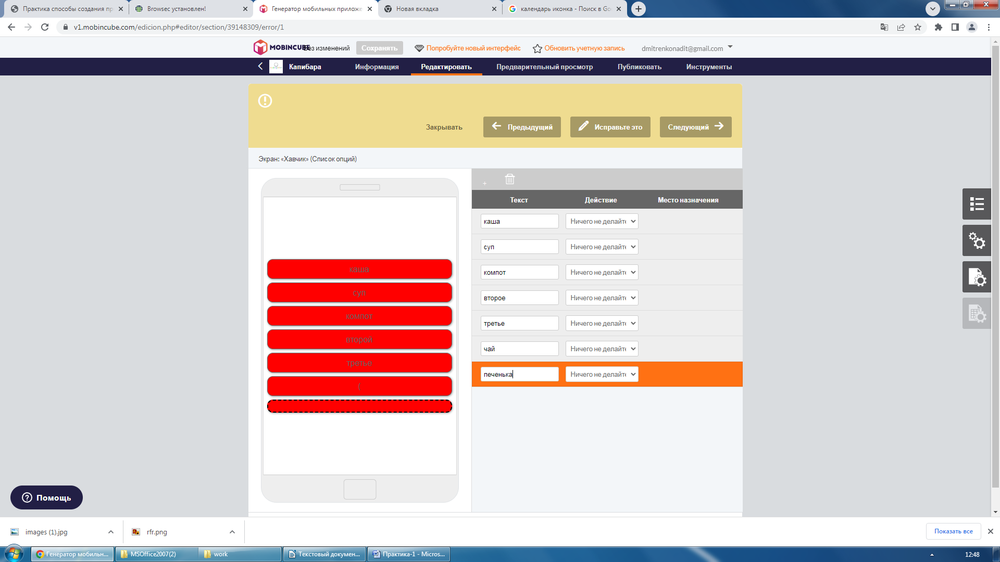 Практика способы создания пр
Browsec установлен!
Генератор мобильных приложе
Новая вкладка
календарь иконка - Поиск в Go
v1.mobincube.com/edicion.php#editor/section/39148309/error/1
MOBINCUBE
Без изменений
Сохранять
Попробуйте новый интерфейс
Обновить учетную запись
dmitrenkonadit@gmail.com
Капибара
Информация
Редактировать
Предварительный просмотр
Публиковать
Инструменты
Закрывать
Предыдущий
Исправьте это
Следующий
Экран: «Хавчик» (Список опций)
+
Текст
Действие
Место назначения
каша
Ничего не делайте
суп
Ничего не делайте
компот
Ничего не делайте
второе
Ничего не делайте
третье
Ничего не делайте
чай
Ничего не делайте
печенька
Ничего не делайте
каша
суп
компот
второй
третье
(
Помощь
images (1).jpg
rfr.png
Показать все
Генератор мобильн...
MSOffice2007(2)
work
Текстовый докумен...
Практика-1 - Micros...
12:48